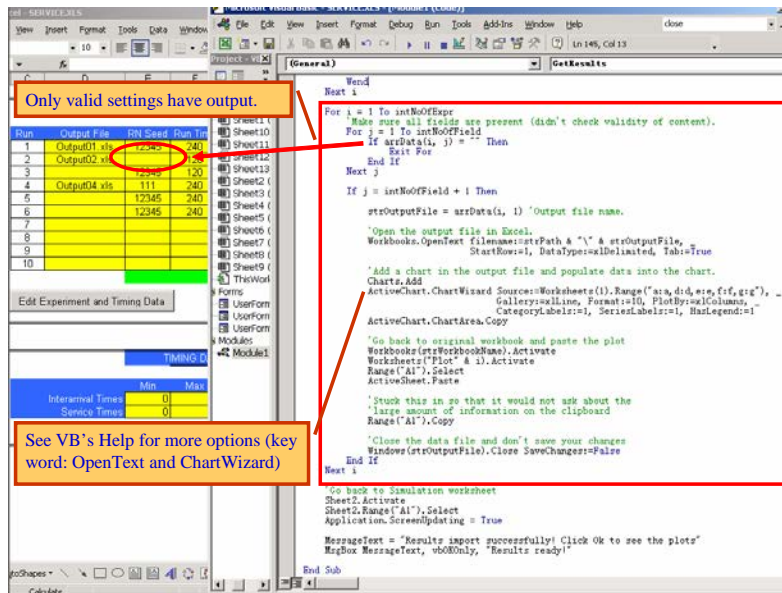 cel - SERVICE.XLS
View Insert Format Tools Data Window
10
fx
C D E F
Only valid settings have output.
Run Output File RN Seed Run Tim
1 Output01.xls 12345 240
2 Output02.xls 120
3 12345 120
4 Output04.xls 111 240
5 12345 240
6 12345 240
7
8
9
10
Edit Experiment and Timing Data
TIMING D
Min Max
Interarrival Times 0
Service Times 0
See VB's Help for more options (key
word: OpenText and ChartWizard)
AutoShapes
Calculate
Microsoft Visual Basic - SERVICE.XLS - [Module1 (Code)]
File Edit View Insert Format Debug Run Tools Add-Ins Window Help
close
Ln 145, Col 13
Project - VB
(General)
GetResults
Sheet1 (
Sheet10
Sheet11
Sheet12
Sheet13
Sheet2 (
Sheet3 (
Sheet4 (
Sheet5 (
Sheet6 (
Sheet7 (
Sheet8 (
Sheet9 (
ThisWork
Forms
UserForm
UserForm
UserForm
Modules
Module1
Wend
Next i
For i = 1 To intNoOfExpr
'Make sure all fields are present (didn't check validity of content).
For j = 1 To intNoOfField
If arrData(i, j) = "" Then
Exit For
End If
Next j
If j = intNoOfField + 1 Then
strOutputFile = arrData(i, 1) 'Output file name.
'Open the output file in Excel.
Workbooks.OpenText filename:=strPath & "\" & strOutputFile, _
StartRow:=1, DataType:=xlDelimited, Tab:=True
'Add a chart in the output file and populate data into the chart.
Charts.Add
ActiveChart.ChartWizard Source:=Worksheets(1).Range("a:a,d:d,e:e,f:f,g:g"), _
Gallery:=xlLine, Format:=10, PlotBy:=xlColumns, _
CategoryLabels:=1, SeriesLabels:=1, HasLegend:=1
ActiveChart.ChartArea.Copy
'Go back to original workbook and paste the plot
Workbooks(strWorkbookName).Activate
Worksheets("Plot" & i).Activate
Range("A1").Select
ActiveSheet.Paste
'Stuck this in so that it would not ask about the
'large amount of information on the clipboard
Range("A1").Copy
'Close the data file and don't save your changes
Windows(strOutputFile).Close SaveChanges:=False
End If
Next i
'Go back to Simulation worksheet
Sheet2.Activate
Sheet2.Range("A1").Select
Application.ScreenUpdating = True
MessageText = "Results import successfully! Click Ok to see the plots"
MsgBox MessageText, vbOKOnly, "Results ready!"
End Sub